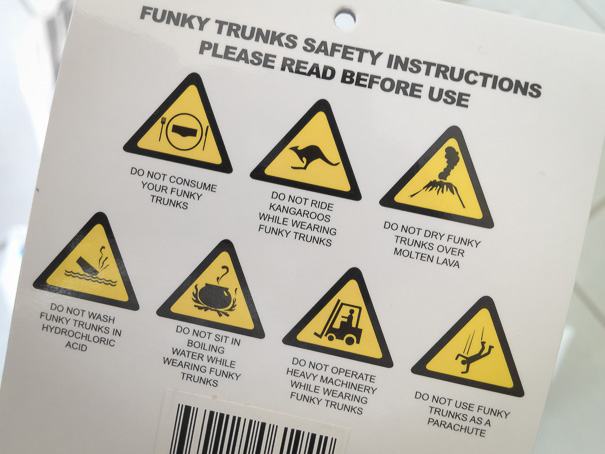 FUNKY TRUNKS SAFETY INSTRUCTIONS
PLEASE READ BEFORE USE
DO NOT CONSUME
YOUR FUNKY
TRUNKS
DO NOT RIDE
KANGAROOS
WHILE WEARING
FUNKY TRUNKS
DO NOT DRY FUNKY
TRUNKS OVER
MOLTEN LAVA
DO NOT WASH
FUNKY TRUNKS IN
HYDROCHLORIC
ACID
DO NOT SIT IN
BOILING
WATER WHILE
WEARING FUNKY
TRUNKS
DO NOT OPERATE
HEAVY MACHINERY
WHILE WEARING
FUNKY TRUNKS
DO NOT USE FUNKY
TRUNKS AS A
PARACHUTE